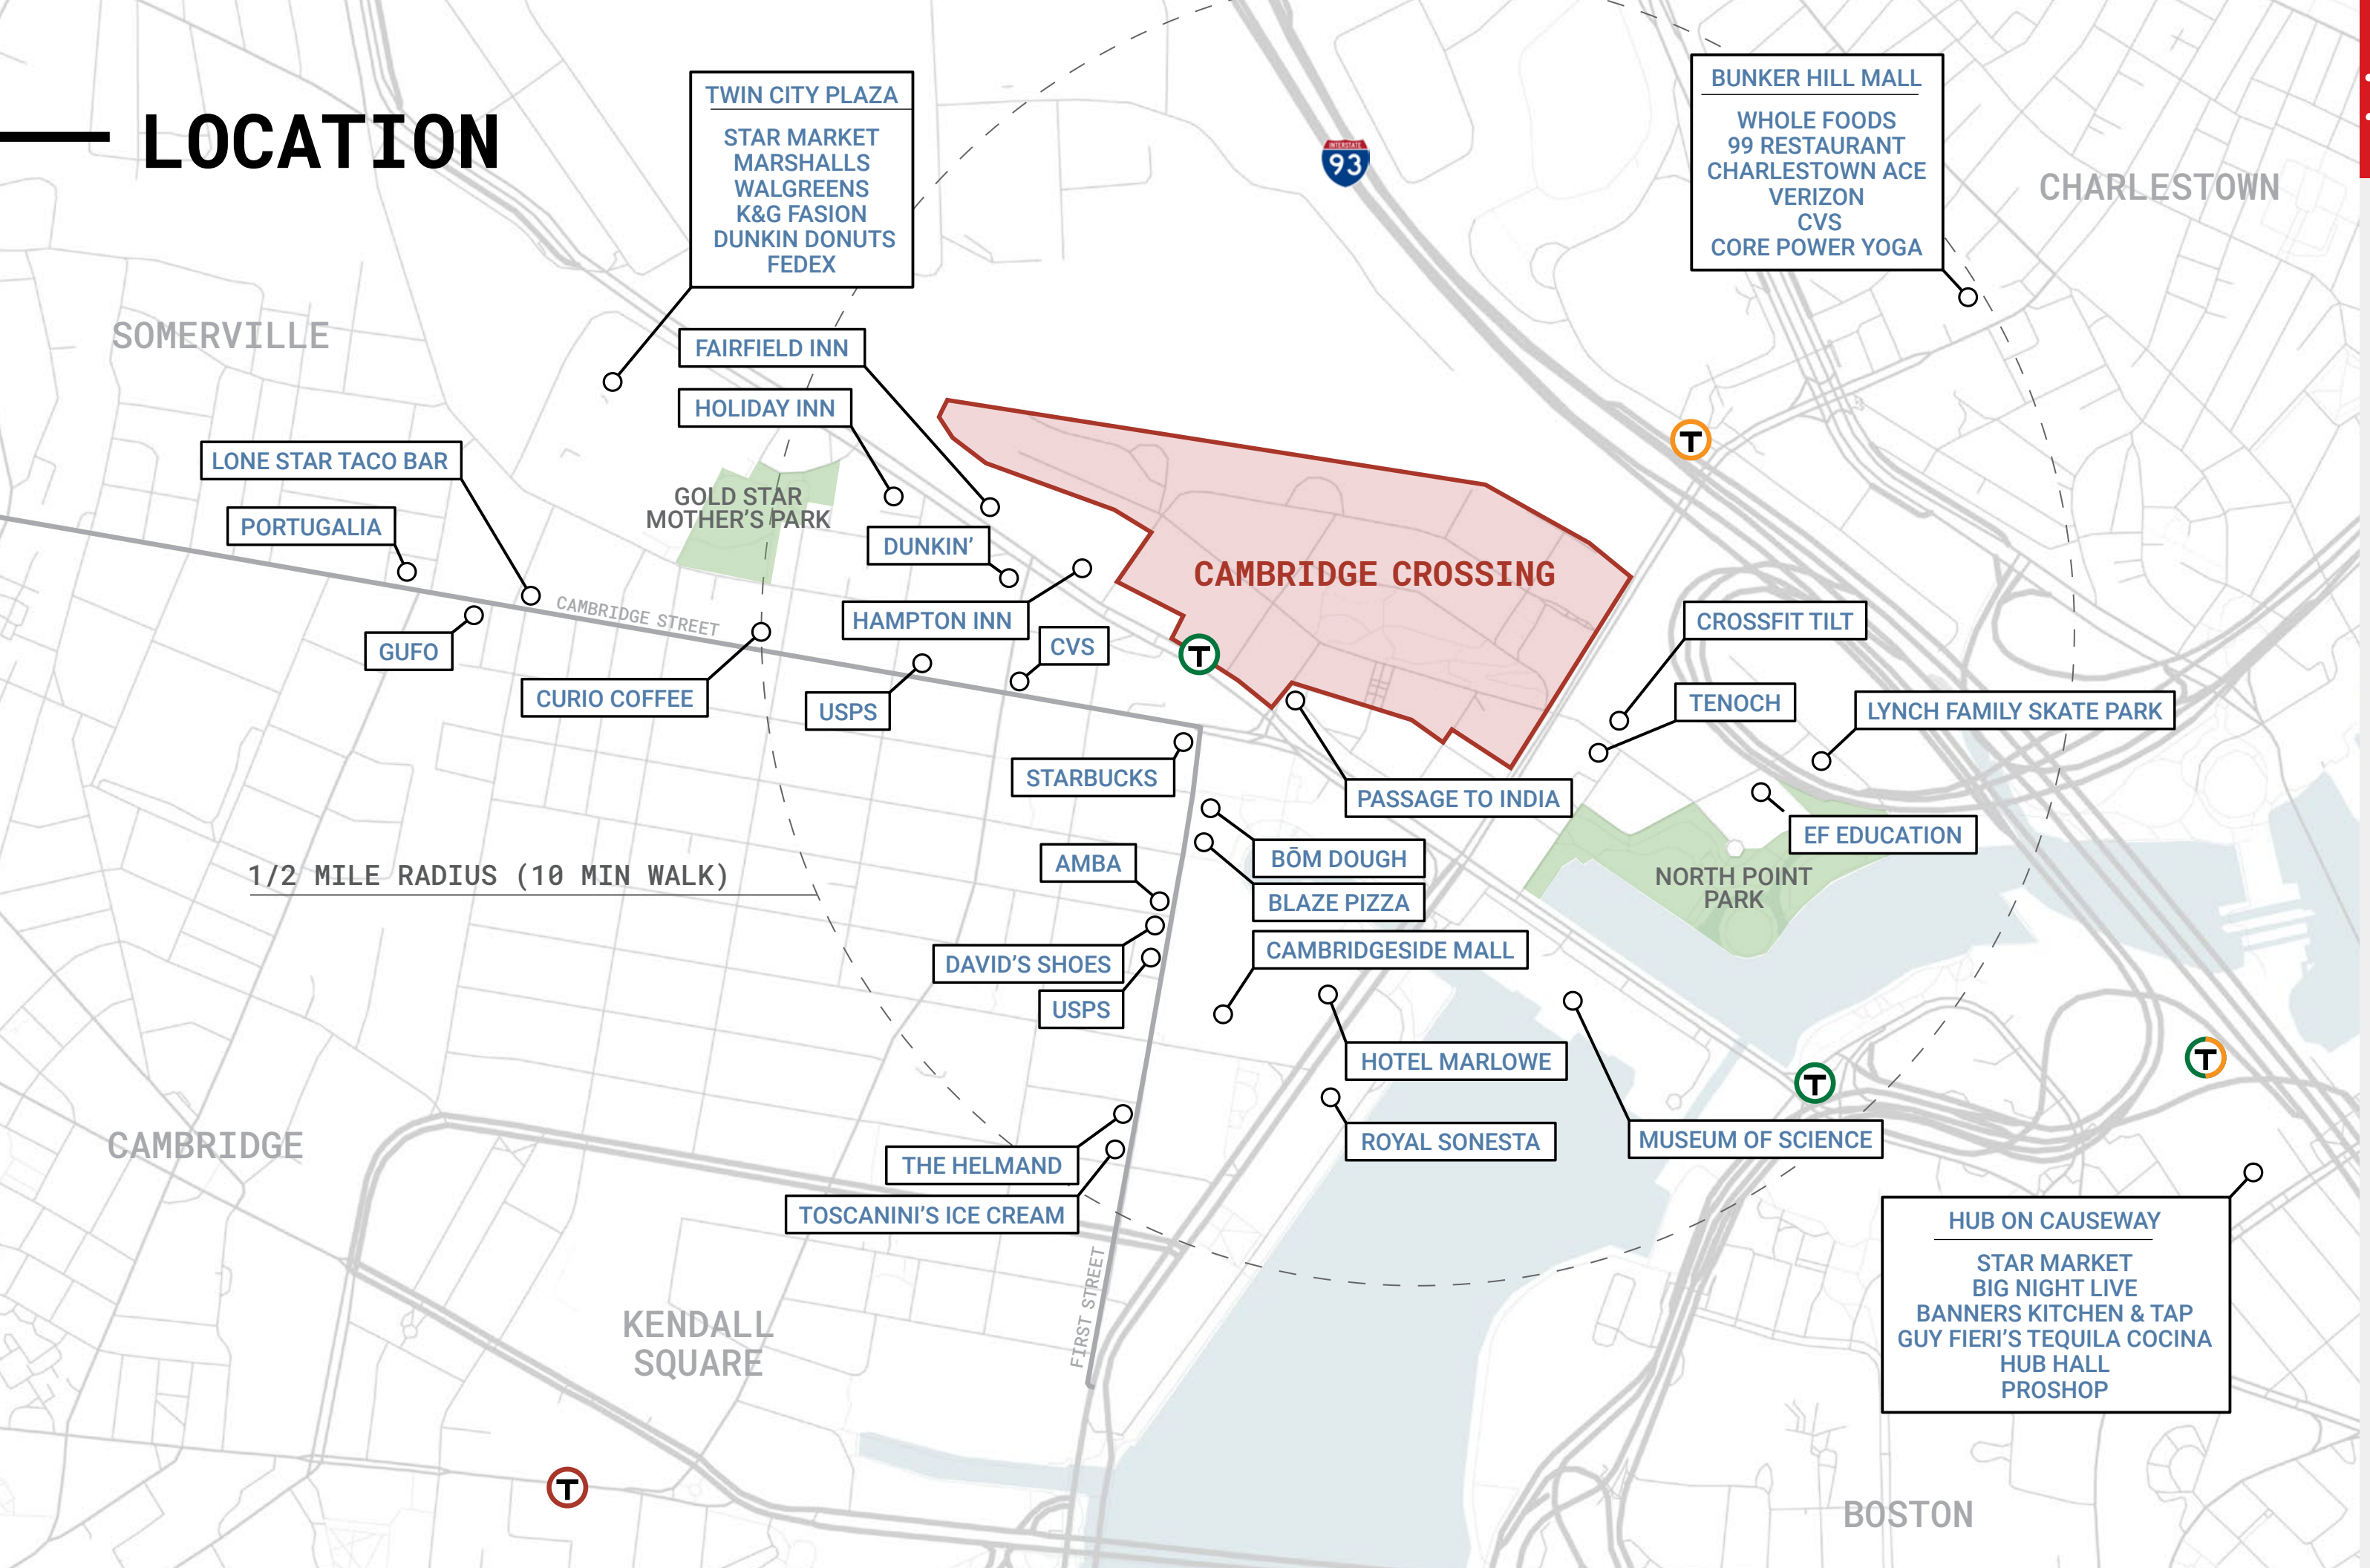 LOCATION
TWIN CITY PLAZA
STAR MARKET
MARSHALLS
WALGREENS
K&G FASION
DUNKIN DONUTS
FEDEX
INTERSTATE
93
BUNKER HILL MALL
WHOLE FOODS
99 RESTAURANT
CHARLESTOWN ACE
VERIZON
CVS
CORE POWER YOGA
CHARLESTOWN
SOMERVILLE
FAIRFIELD INN
HOLIDAY INN
LONE STAR TACO BAR
PORTUGALIA
GOLD STAR
MOTHER'S PARK
DUNKIN'
T
CAMBRIDGE CROSSING
CAMBRIDGE STREET
GUFO
HAMPTON INN
CVS
T
CURIO COFFEE
USPS
CROSSFIT TILT
TENOCH
LYNCH FAMILY SKATE PARK
STARBUCKS
PASSAGE TO INDIA
EF EDUCATION
BŌM DOUGH
AMBA
BLAZE PIZZA
1/2 MILE RADIUS (10 MIN WALK)
NORTH POINT
PARK
DAVID'S SHOES
CAMBRIDGESIDE MALL
USPS
HOTEL MARLOWE
T
T
CAMBRIDGE
THE HELMAND
ROYAL SONESTA
MUSEUM OF SCIENCE
TOSCANINI'S ICE CREAM
FIRST STREET
KENDALL
SQUARE
HUB ON CAUSEWAY
STAR MARKET
BIG NIGHT LIVE
BANNERS KITCHEN & TAP
GUY FIERI'S TEQUILA COCINA
HUB HALL
PROSHOP
T
BOSTON